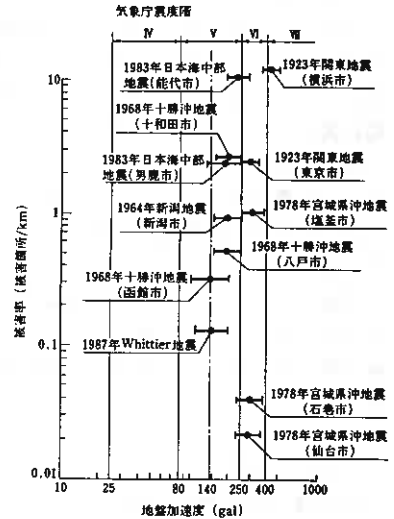 気象庁震度階
IV V VI VII
1983年日本海中部
地震(能代市)
1923年関東地震
(横浜市)
1968年十勝沖地震
(十和田市)
1983年日本海中部
地震(男鹿市)
1923年関東地震
(東京市)
1964年新潟地震
(新潟市)
1978年宮城県沖地震
(塩釜市)
1968年十勝沖地震
(八戸市)
1968年十勝沖地震
(函館市)
1987年Whittier地震
1978年宮城県沖地震
(石巻市)
1978年宮城県沖地震
(仙台市)
被害率(被害箇所/km)
10
1
0.1
0.01
10 25 80 140 250 400 1000
地盤加速度(gal)